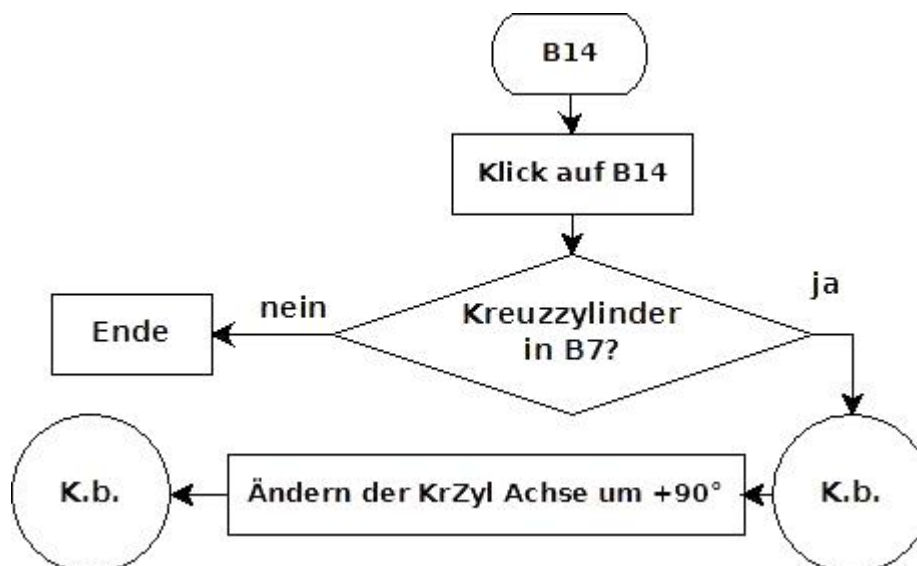 B14
Klick auf B14
Kreuzzylinder
in B7?
nein
ja
Ende
K.b.
Ändern der KrZyl Achse um +90°
K.b.